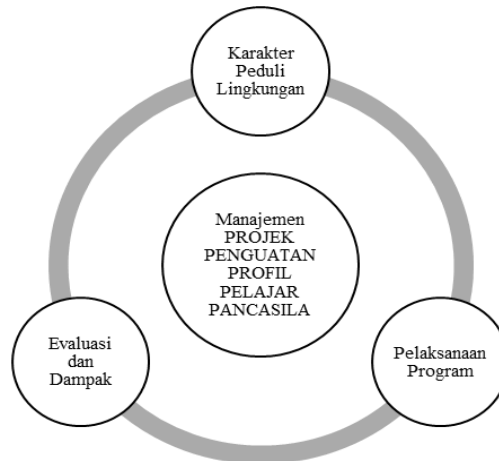 Karakter
Peduli
Lingkungan
Manajemen
PROJEK
PENGUATAN
PROFIL
PELAJAR
PANCASILA
Evaluasi
dan
Dampak
Pelaksanaan
Program